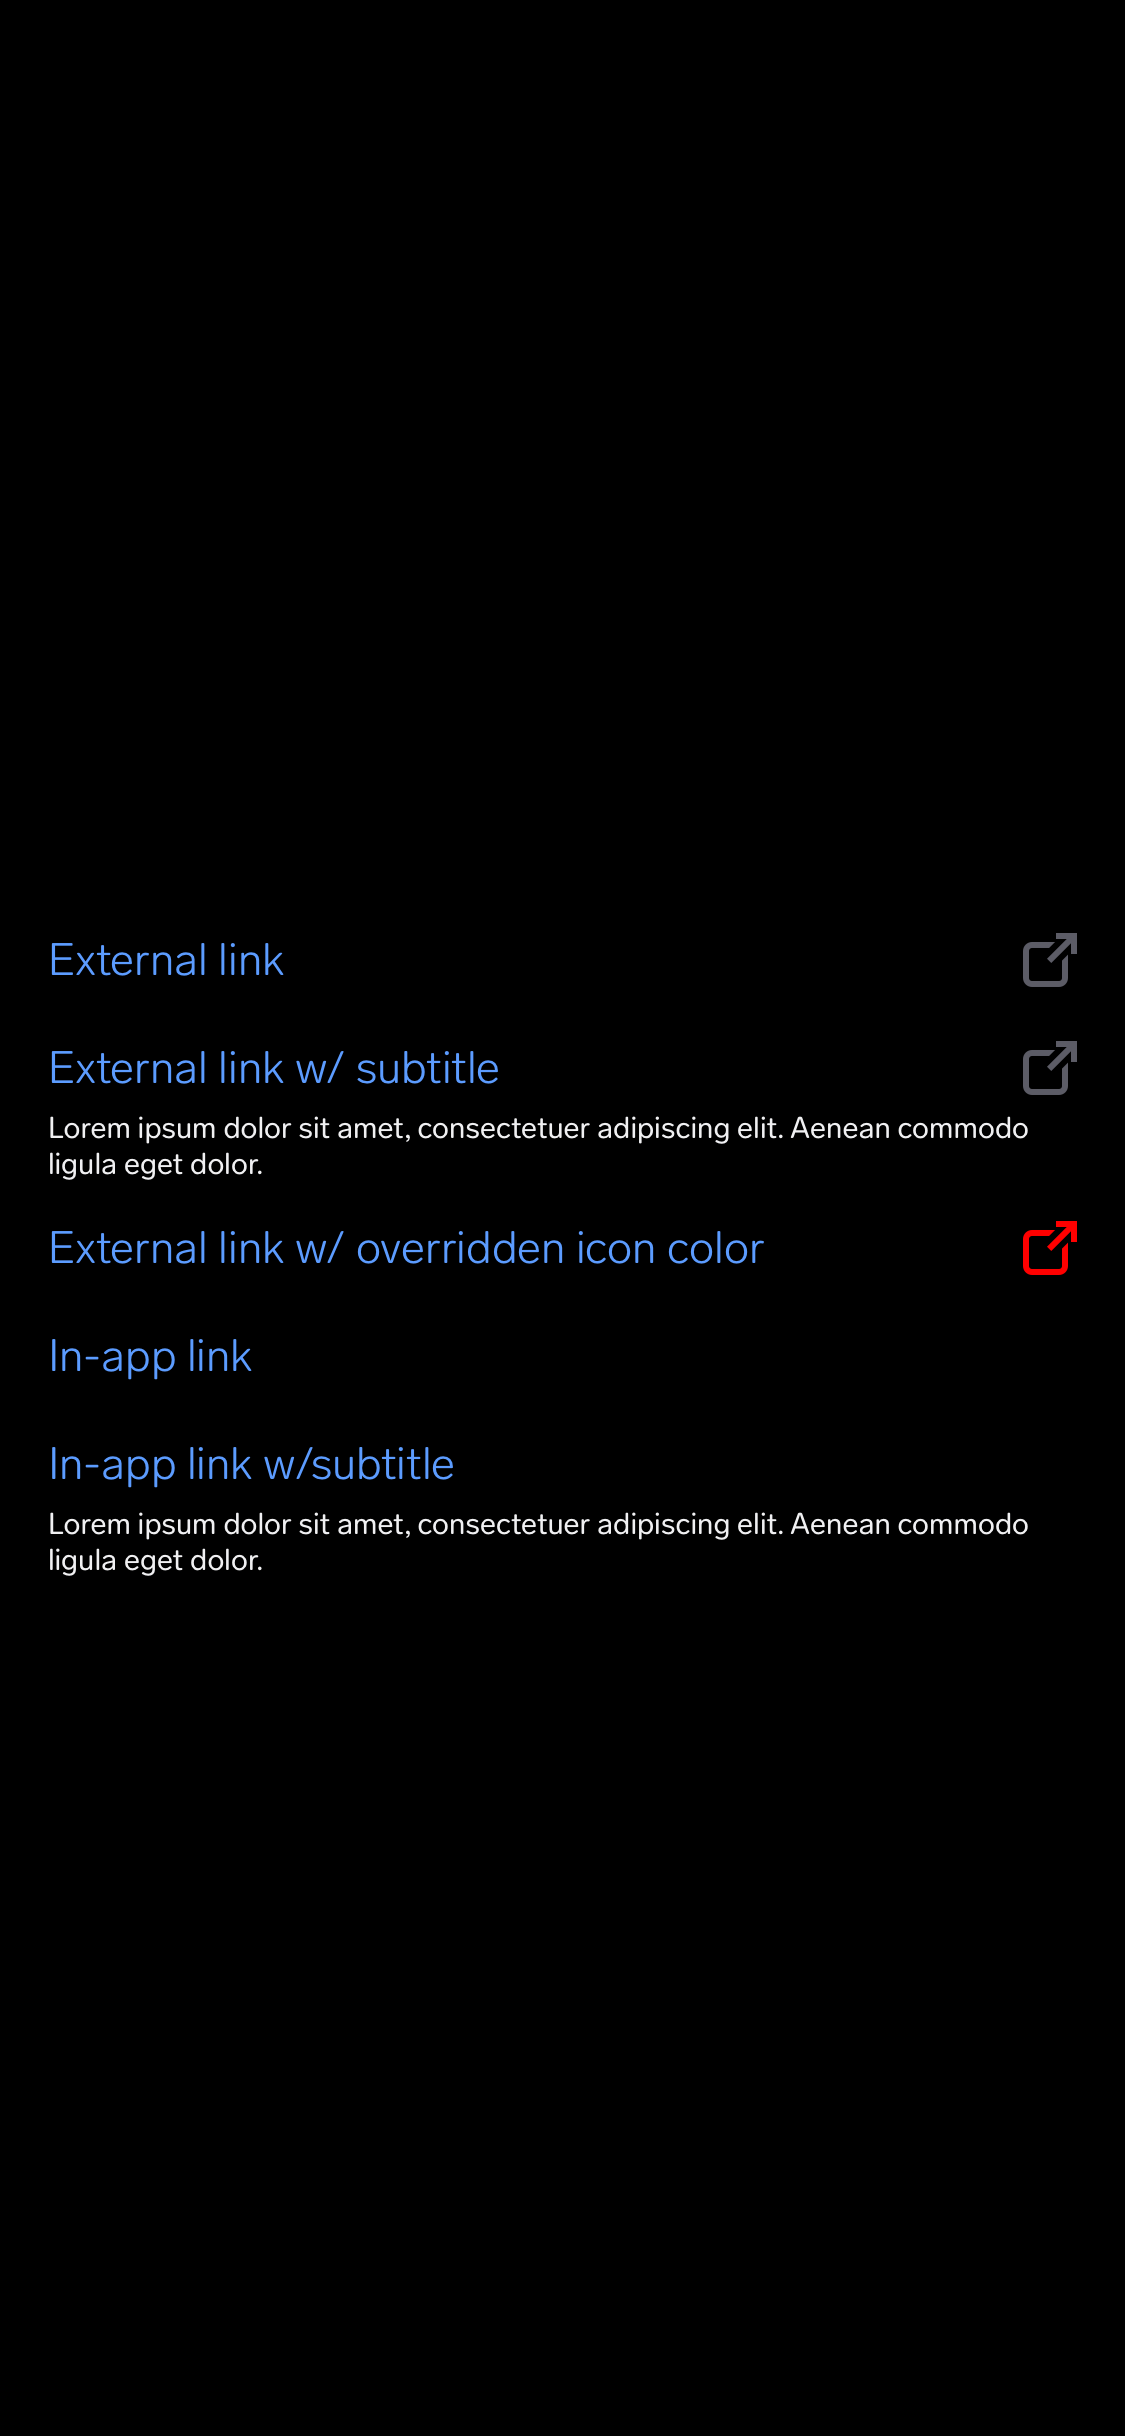 External link
External link w/ subtitle
Lorem ipsum dolor sit amet, consectetuer adipiscing elit. Aenean commodo
ligula eget dolor.
External link w/ overridden icon color
In-app link
In-app link w/subtitle
Lorem ipsum dolor sit amet, consectetuer adipiscing elit. Aenean commodo
ligula eget dolor.